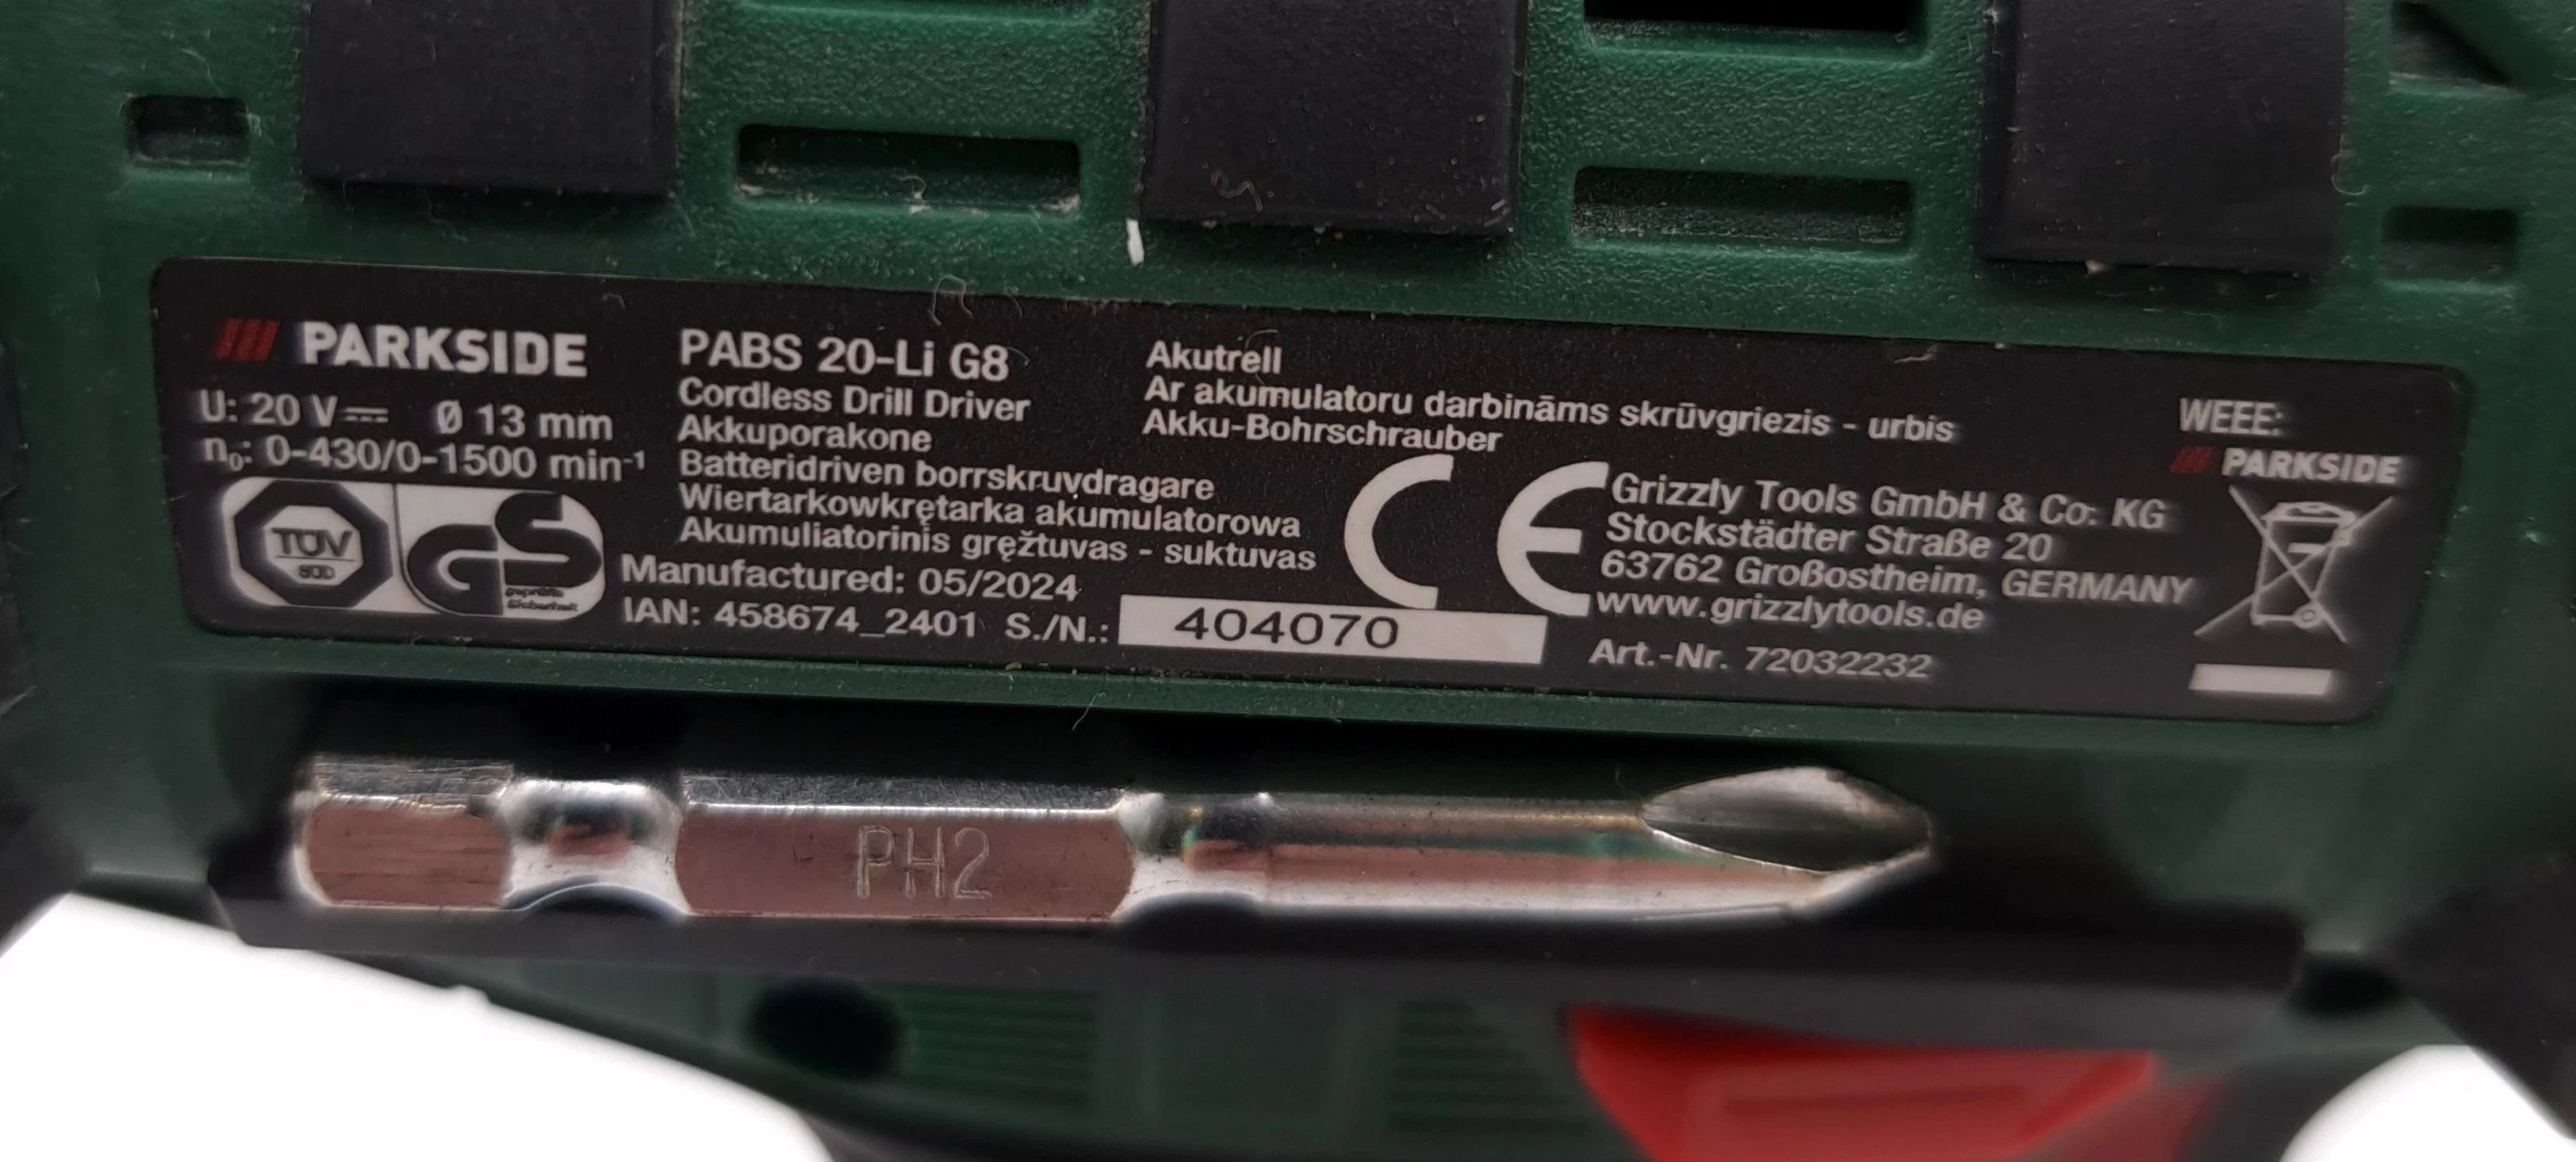 PARKSIDE
U: 20 V Ø 13 mm
n₀: 0-430/0-1500 min⁻¹
TÜV
SÜD
GS
geprüfte
Sicherheit
PABS 20-Li G8
Cordless Drill Driver
Akkuporakone
Batteridriven borrskruvdragare
Wiertarkowkrętarka akumulatorowa
Akumuliatorinis gręžtuvas - suktuvas
Manufactured: 05/2024
IAN: 458674_2401 S./N.: 404070
Akutrell
Ar akumulatoru darbināms skrūvgriezis - urbis
Akku-Bohrschrauber
CE
Grizzly Tools GmbH & Co. KG
Stockstädter Straße 20
63762 Großostheim, GERMANY
www.grizzlytools.de
Art.-Nr. 72032232
WEEE:
PARKSIDE
PH2